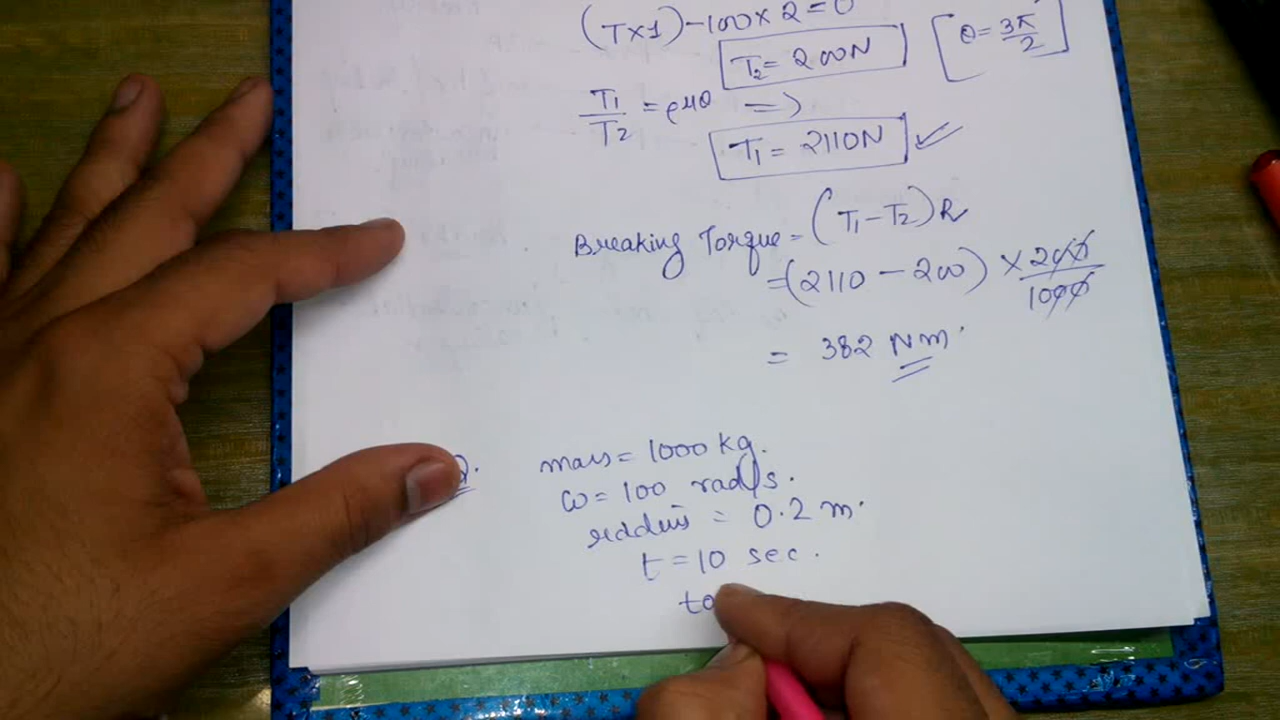 (T×1)-100×2=0
T₂= 200N
[θ=3π/2]
T₁/T₂ = e^μθ =>
T₁= 2110N ✓
Breaking Torque= (T₁-T₂)R
=(2110-200) × 200/1000
= 382 Nm.
Q.
mass= 1000 kg.
ω= 100 rad/s.
radius = 0.2 m.
t=10 sec.
to